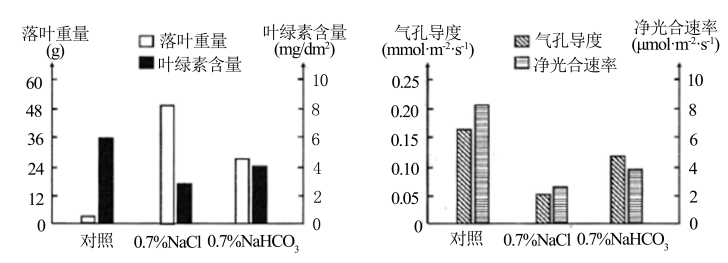 落叶重量
(g)
落叶重量
叶绿素含量
叶绿素含量
(mg/dm²)
60
48
36
24
12
0
10
8
6
4
2
0
对照
0.7%NaCl
0.7%NaHCO₃
气孔导度
(mmol·m⁻²·s⁻¹)
气孔导度
净光合速率
净光合速率
(μmol·m⁻²·s⁻¹)
0.25
0.20
0.15
0.10
0.05
0
10
8
6
4
2
0
对照
0.7%NaCl
0.7%NaHCO₃